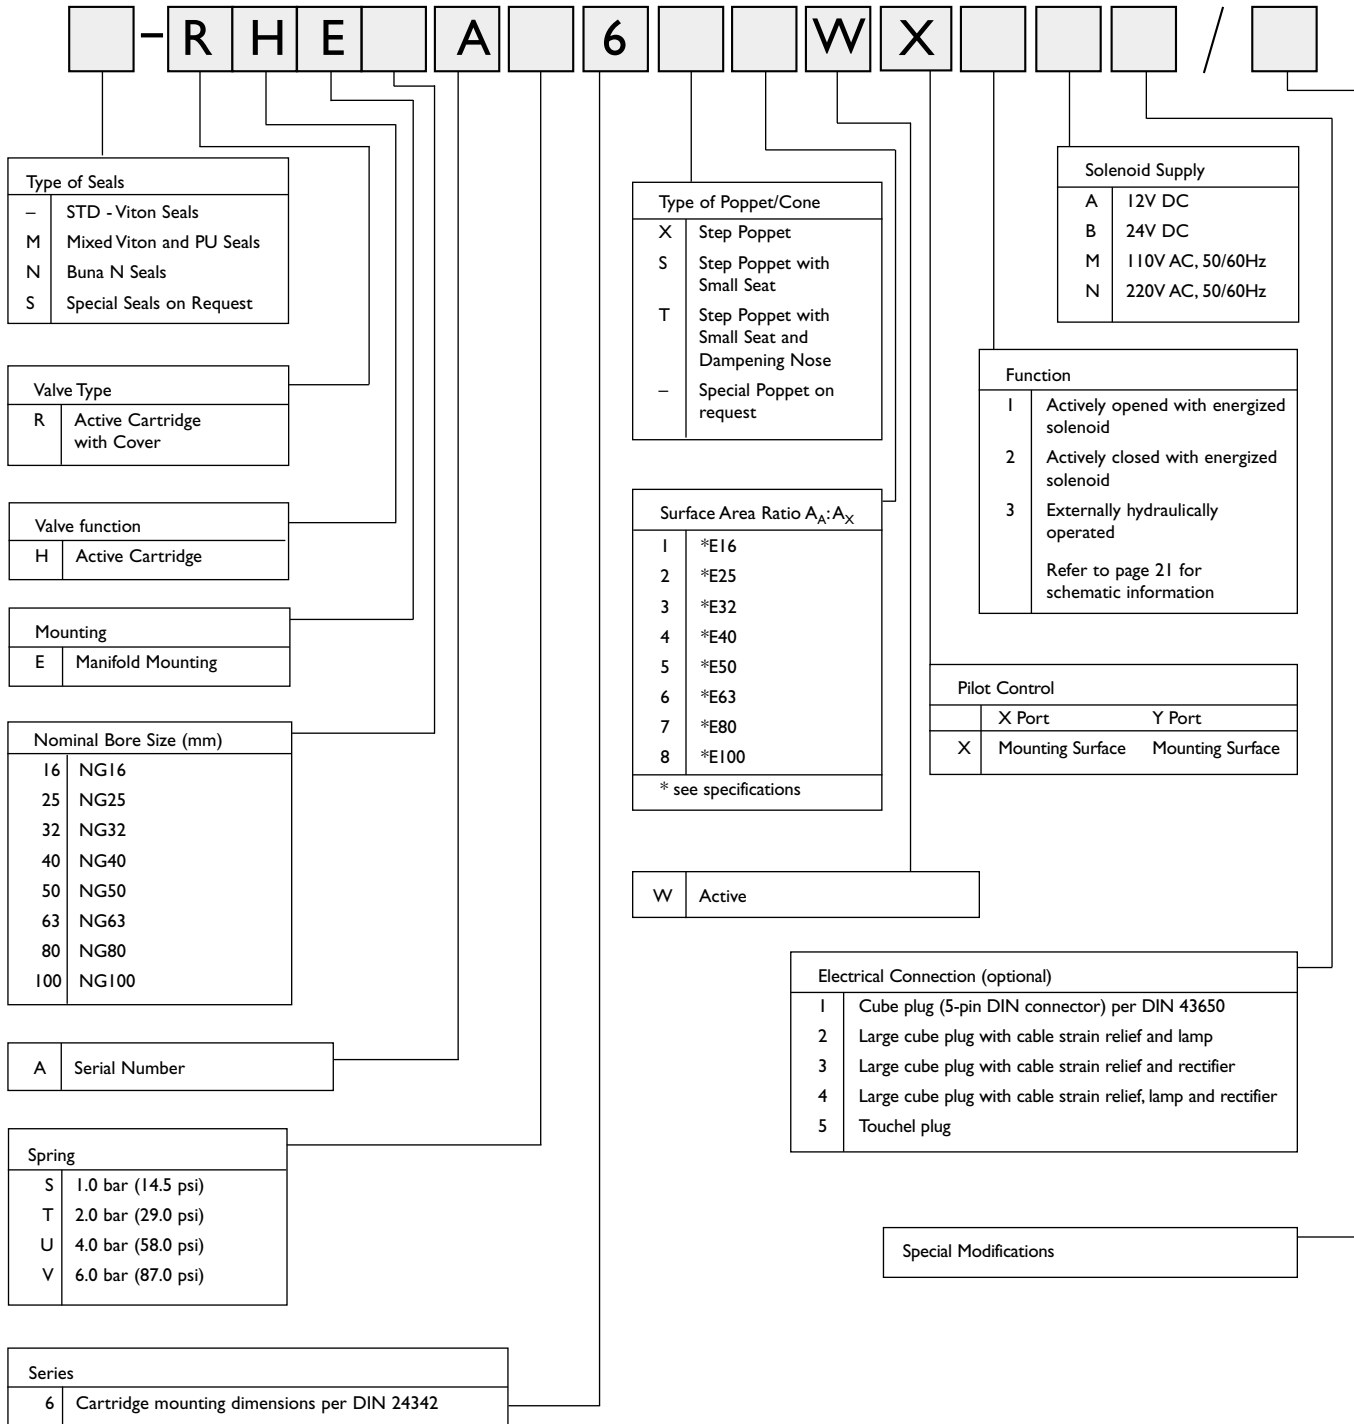 – R H E A 6 W X /
Type of Seals
– STD - Viton Seals
M Mixed Viton and PU Seals
N Buna N Seals
S Special Seals on Request
Valve Type
R Active Cartridge
with Cover
Valve function
H Active Cartridge
Mounting
E Manifold Mounting
Nominal Bore Size (mm)
16 NG16
25 NG25
32 NG32
40 NG40
50 NG50
63 NG63
80 NG80
100 NG100
A Serial Number
Spring
S 1.0 bar (14.5 psi)
T 2.0 bar (29.0 psi)
U 4.0 bar (58.0 psi)
V 6.0 bar (87.0 psi)
Series
6 Cartridge mounting dimensions per DIN 24342
Type of Poppet/Cone
X Step Poppet
S Step Poppet with
Small Seat
T Step Poppet with
Small Seat and
Dampening Nose
– Special Poppet on
request
Surface Area Ratio AA:AX
1 *E16
2 *E25
3 *E32
4 *E40
5 *E50
6 *E63
7 *E80
8 *E100
* see specifications
W Active
Solenoid Supply
A 12V DC
B 24V DC
M 110V AC, 50/60Hz
N 220V AC, 50/60Hz
Function
1 Actively opened with energized
solenoid
2 Actively closed with energized
solenoid
3 Externally hydraulically
operated
Refer to page 21 for
schematic information
Pilot Control
X Port Y Port
X Mounting Surface Mounting Surface
Electrical Connection (optional)
1 Cube plug (5-pin DIN connector) per DIN 43650
2 Large cube plug with cable strain relief and lamp
3 Large cube plug with cable strain relief and rectifier
4 Large cube plug with cable strain relief, lamp and rectifier
5 Touchel plug
Special Modifications